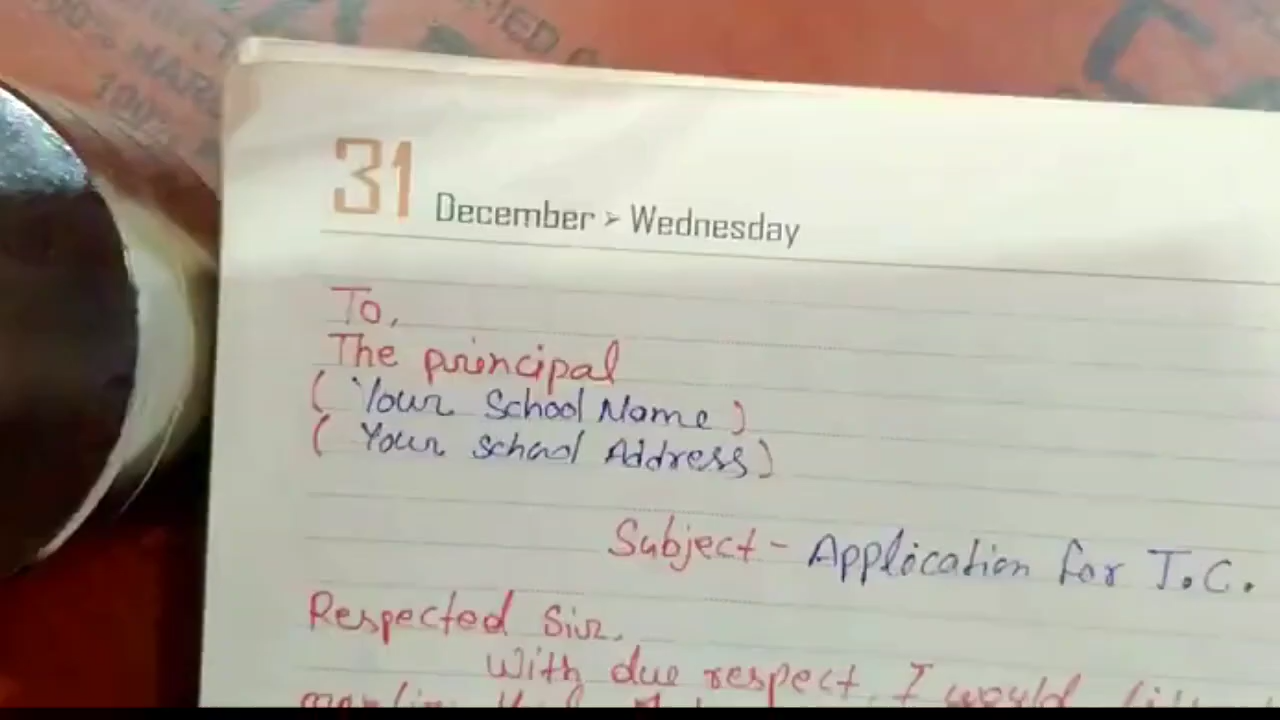 31 December > Wednesday
To,
The principal
( Your School Name )
( Your school Address )
Subject - Application for T.C.
Respected Sir,
With due respect, I would